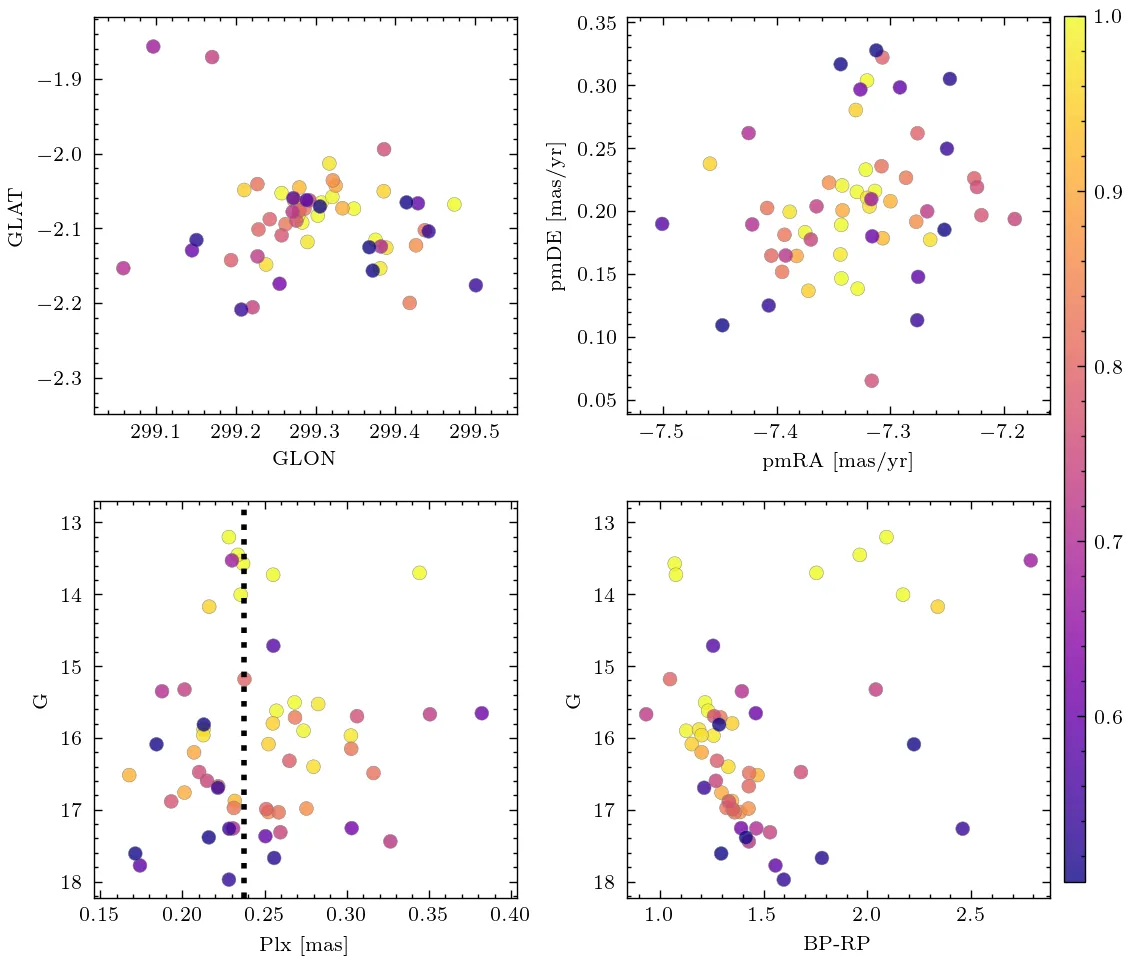 −1.9
−2.0
−2.1
−2.2
−2.3
GLAT
299.1 299.2 299.3 299.4 299.5
GLON
0.35
0.30
0.25
0.20
0.15
0.10
0.05
pmDE [mas/yr]
−7.5 −7.4 −7.3 −7.2
pmRA [mas/yr]
1.0
0.9
0.8
0.7
0.6
13
14
15
16
17
18
G
0.15 0.20 0.25 0.30 0.35 0.40
Plx [mas]
13
14
15
16
17
18
G
1.0 1.5 2.0 2.5
BP-RP